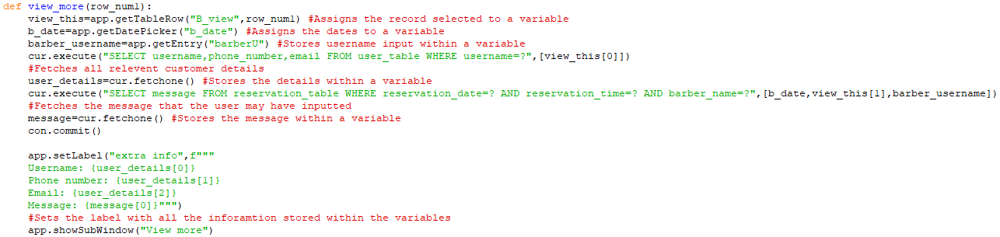 def view_more(row_num1):
    view_this=app.getTableRow("B_view",row_num1) #Assigns the record selected to a variable
    b_date=app.getDatePicker("b_date") #Assigns the dates to a variable
    barber_username=app.getEntry("barberU") #Stores username input within a variable
    cur.execute("SELECT username,phone_number,email FROM user_table WHERE username=?",[view_this[0]])
    #Fetches all relevent customer details
    user_details=cur.fetchone() #Stores the details within a variable
    cur.execute("SELECT message FROM reservation_table WHERE reservation_date=? AND reservation_time=? AND barber_name=?",[b_date,view_this[1],barber_username])
    #Fetches the message that the user may have inputted
    message=cur.fetchone() #Stores the message within a variable
    con.commit()

    app.setLabel("extra info",f"""
    Username: {user_details[0]}
    Phone number: {user_details[1]}
    Email: {user_details[2]}
    Message: {message[0]}""")
    #Sets the label with all the inforamtion stored within the variables
    app.showSubWindow("View more")